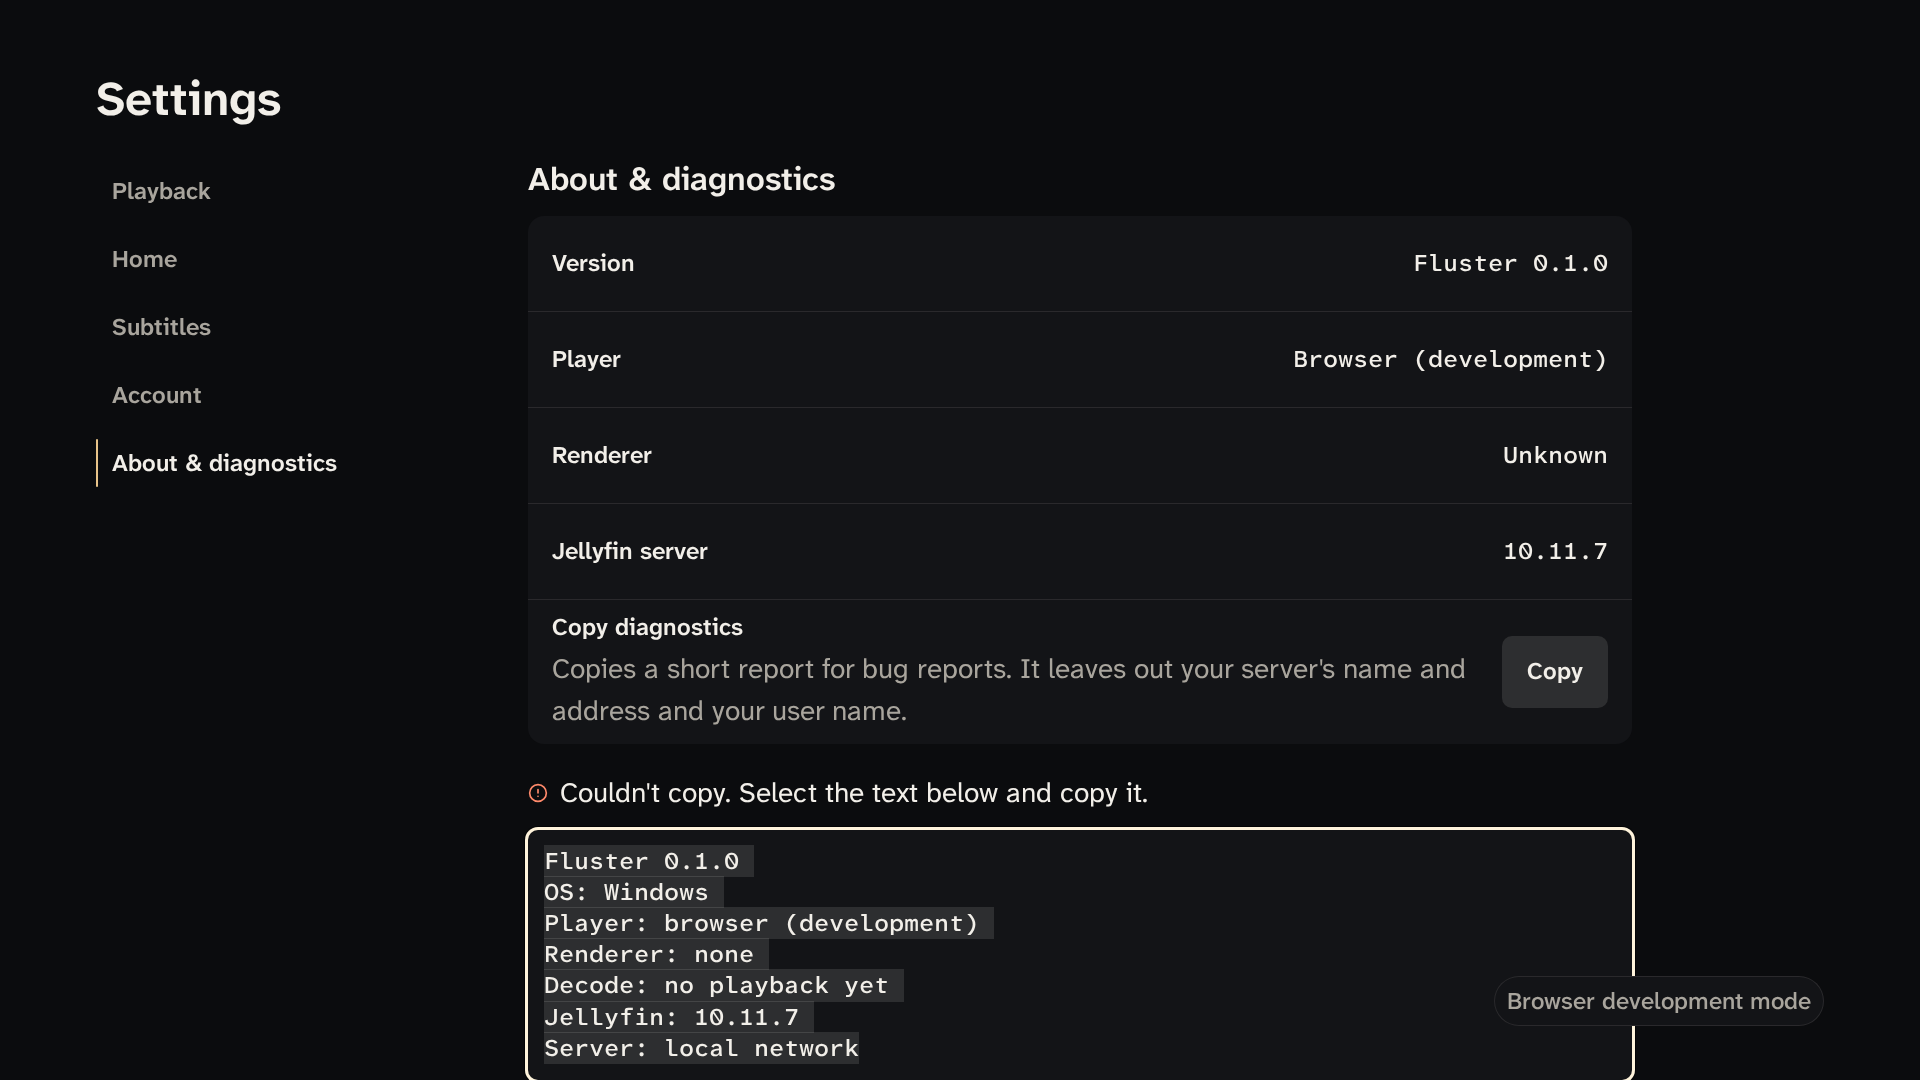 Settings
Playback
Home
Subtitles
Account
About & diagnostics
About & diagnostics
Version
Fluster 0.1.0
Player
Browser (development)
Renderer
Unknown
Jellyfin server
10.11.7
Copy diagnostics
Copies a short report for bug reports. It leaves out your server's name and
address and your user name.
Copy
Couldn't copy. Select the text below and copy it.
Fluster 0.1.0
OS: Windows
Player: browser (development)
Renderer: none
Decode: no playback yet
Jellyfin: 10.11.7
Server: local network
Browser development mode